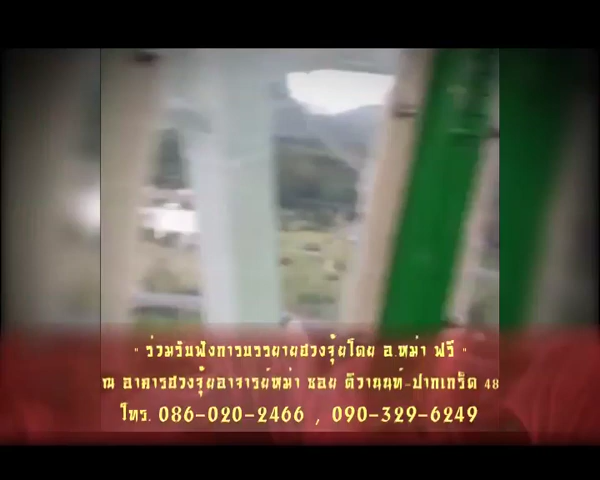 " ร่วมรับฟังการบรรยายฮวงจุ้ยโดย อ.หม่า ฟรี "
ณ อาคารฮวงจุ้ยอาจารย์หม่า ซอย ติวานนท์-ปากเกร็ด 48
โทร. 086-020-2466 , 090-329-6249